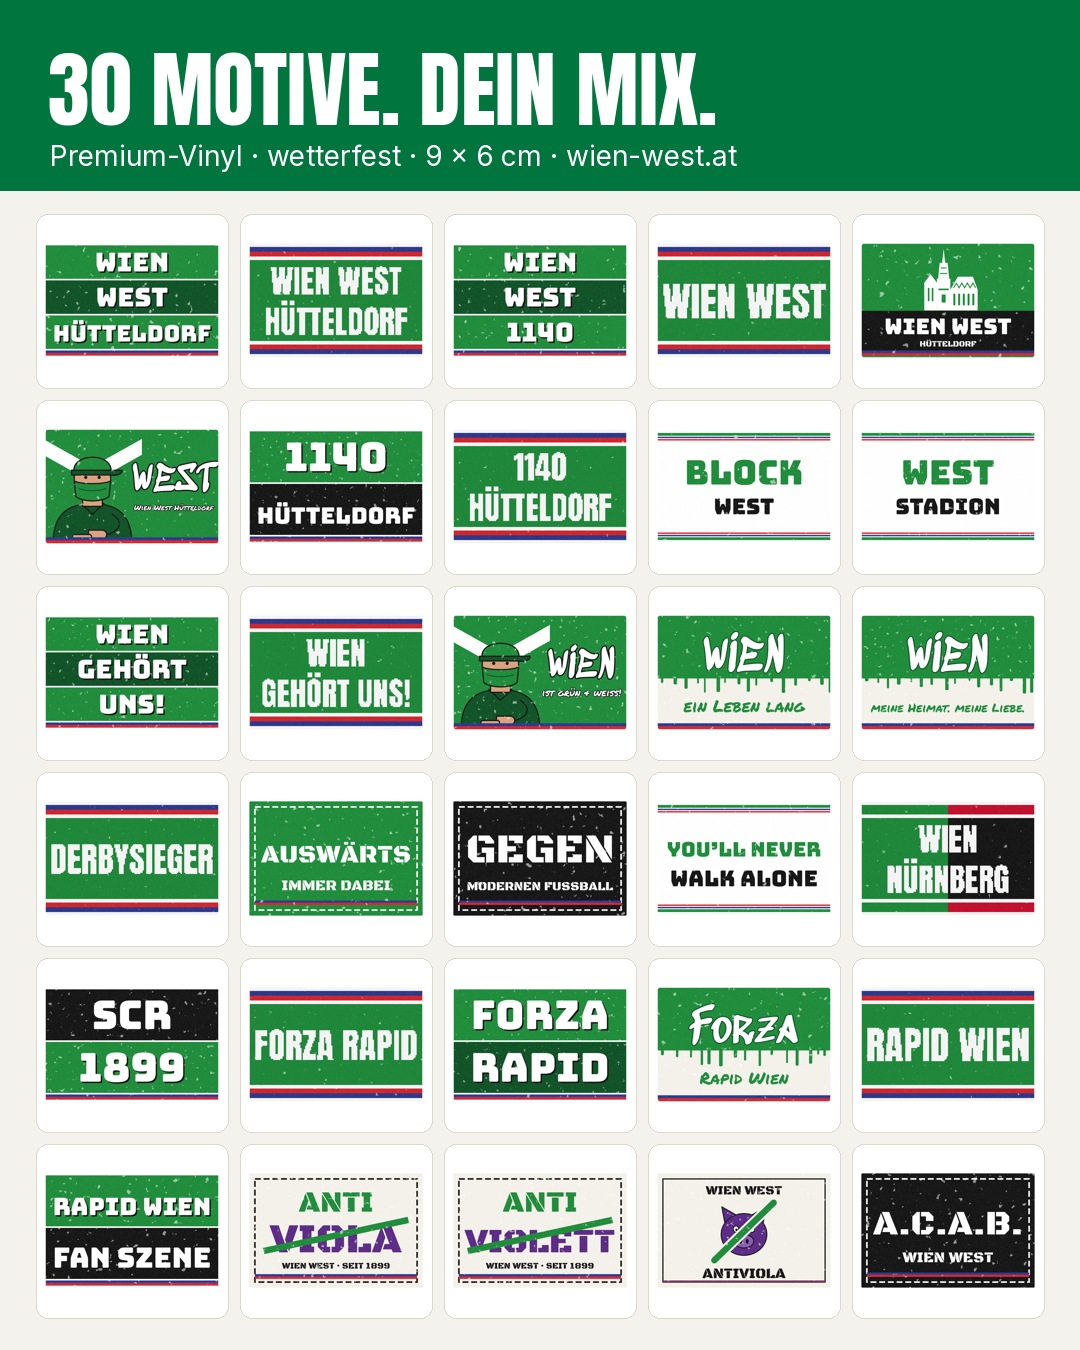 30 MOTIVE. DEIN MIX.
Premium-Vinyl · wetterfest · 9 × 6 cm · wien-west.at
WIEN
WEST
HÜTTELDORF
WIEN WEST
HÜTTELDORF
WIEN
WEST
1140
WIEN WEST
WIEN WEST
HÜTTELDORF
WEST
WIEN WEST HÜTTELDORF
1140
HÜTTELDORF
1140
HÜTTELDORF
BLOCK
WEST
WEST
STADION
WIEN
GEHÖRT
UNS!
WIEN
GEHÖRT UNS!
WIEN
IST GRÜN & WEISS!
WIEN
EIN LEBEN LANG
WIEN
MEINE HEIMAT. MEINE LIEBE.
DERBYSIEGER
AUSWÄRTS
IMMER DABEI
GEGEN
MODERNEN FUSSBALL
YOU'LL NEVER
WALK ALONE
WIEN
NÜRNBERG
SCR
1899
FORZA RAPID
FORZA
RAPID
FORZA
RAPID WIEN
RAPID WIEN
RAPID WIEN
FAN SZENE
ANTI
VIOLA
WIEN WEST · SEIT 1899
ANTI
VIOLETT
WIEN WEST · SEIT 1899
WIEN WEST
ANTIVIOLA
A.C.A.B.
WIEN WEST